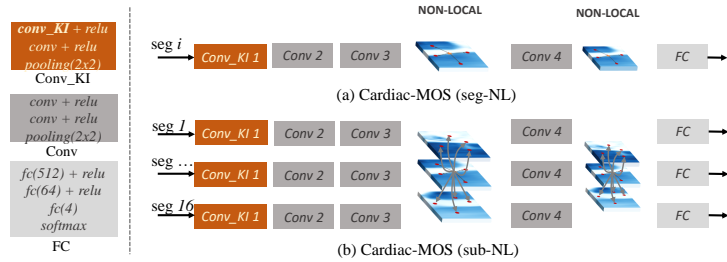 conv_KI + relu
conv + relu
pooling(2x2)
Conv_KI
conv + relu
conv + relu
pooling(2x2)
Conv
fc(512) + relu
fc(64) + relu
fc(4)
softmax
FC
NON-LOCAL NON-LOCAL
seg i Conv_KI 1 Conv 2 Conv 3 Conv 4 FC
(a) Cardiac-MOS (seg-NL)
seg 1 Conv_KI 1 Conv 2 Conv 3 Conv 4 FC
seg ... Conv_KI 1 Conv 2 Conv 3 Conv 4 FC
seg 16 Conv_KI 1 Conv 2 Conv 3 Conv 4 FC
(b) Cardiac-MOS (sub-NL)